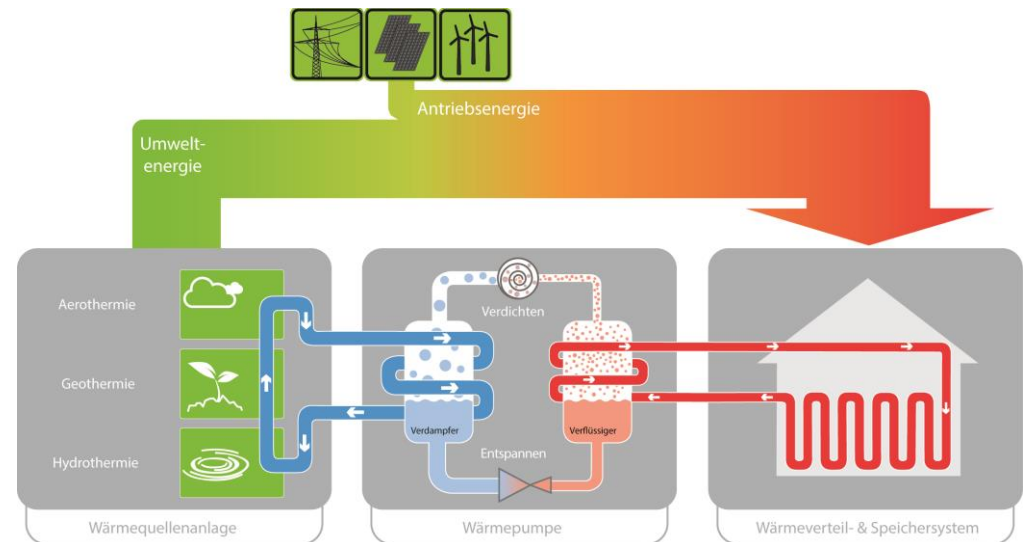 Antriebsenergie
Umwelt-
energie
Aerothermie
Geothermie
Hydrothermie
Verdichten
Verdampfer
Verflüssiger
Entspannen
Wärmequellenanlage
Wärmepumpe
Wärmeverteil- & Speichersystem